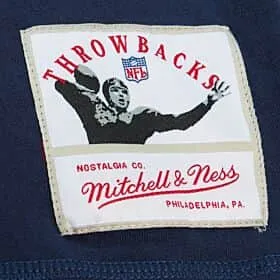 THROWBACKS
NFL
NOSTALGIA CO.
Mitchell & Ness
PHILADELPHIA, PA.